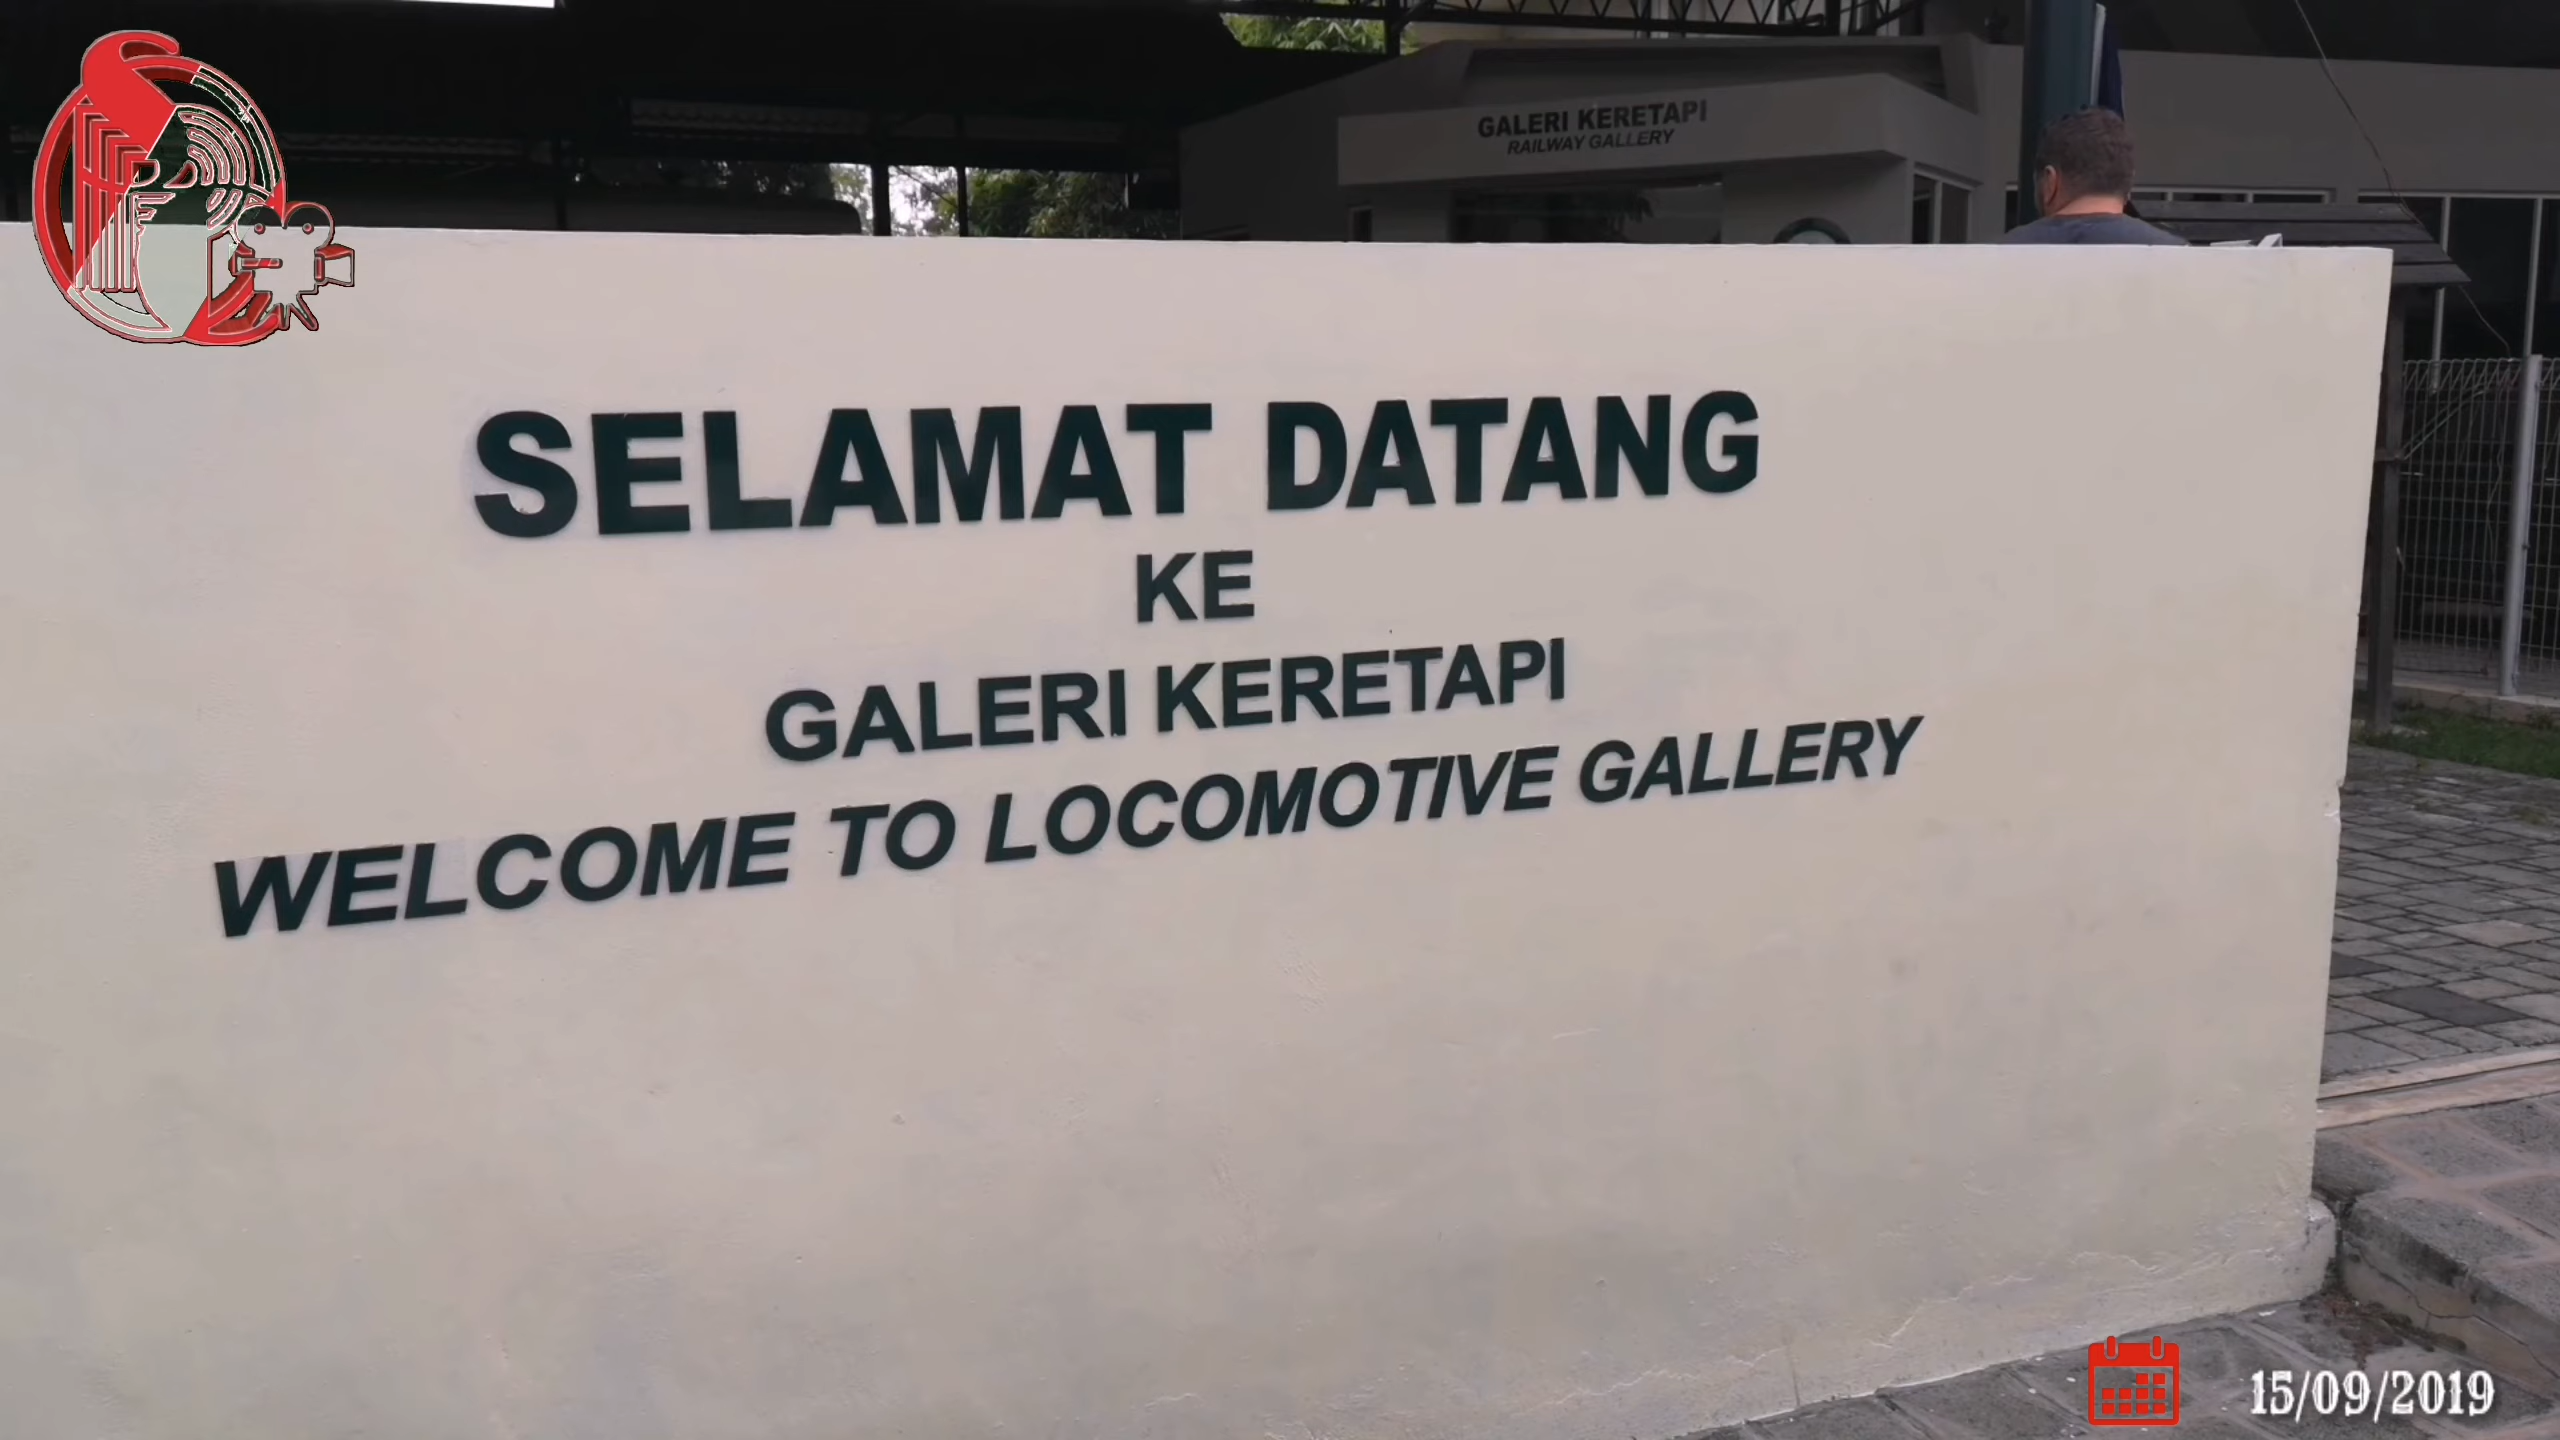 GALERI KERETAPI
RAILWAY GALLERY
SELAMAT DATANG
KE
GALERI KERETAPI
WELCOME TO LOCOMOTIVE GALLERY
15/09/2019